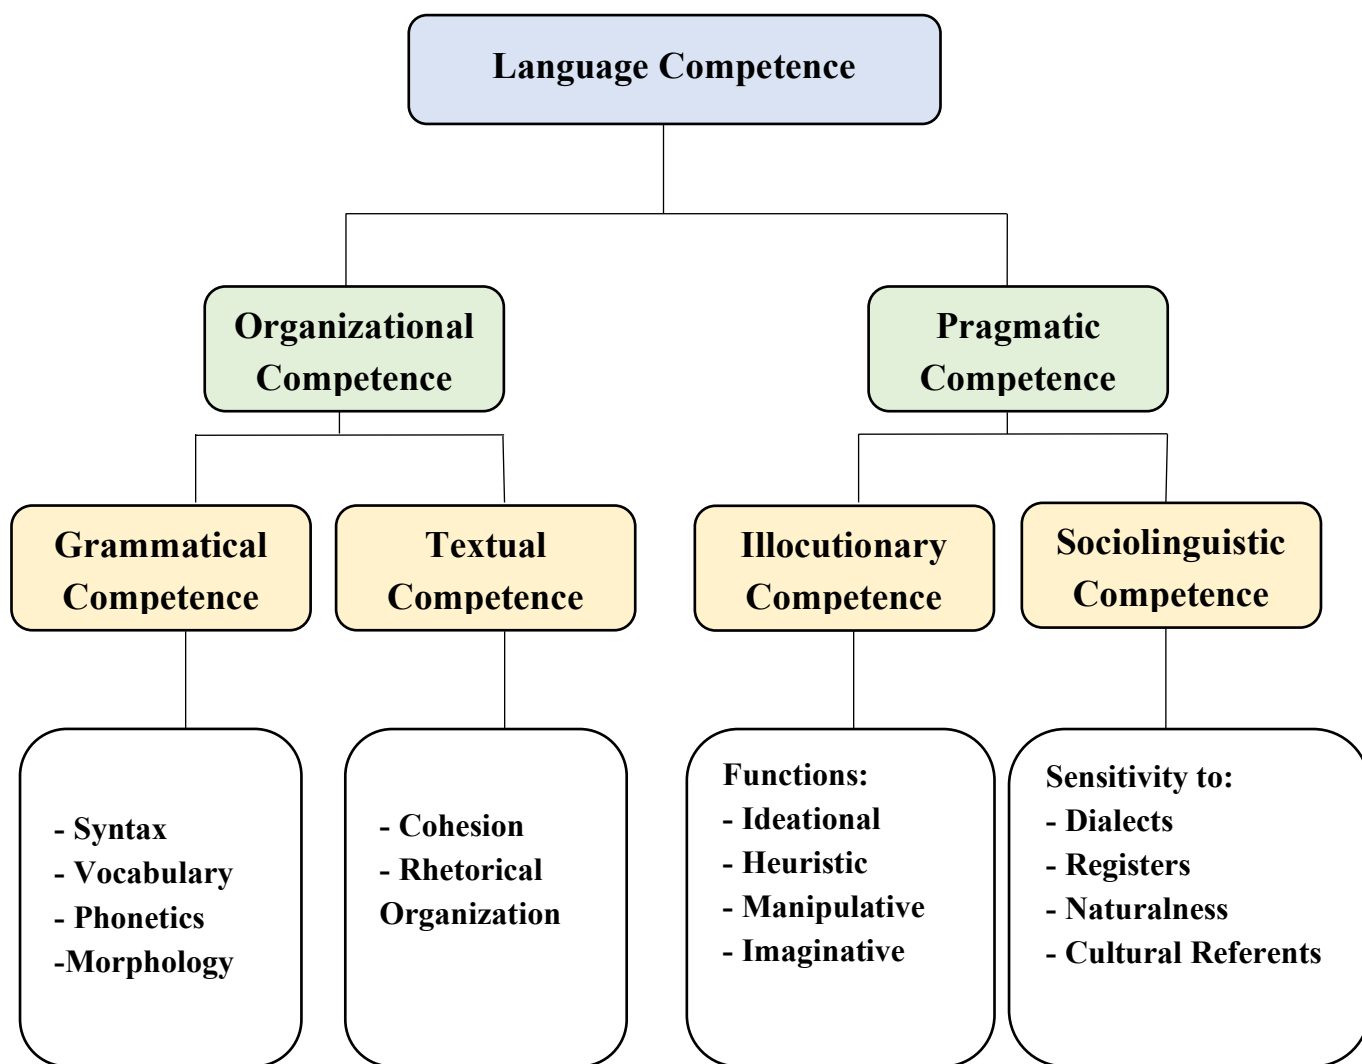 Language Competence
Organizational
Competence
Pragmatic
Competence
Grammatical
Competence
Textual
Competence
Illocutionary
Competence
Sociolinguistic
Competence
- Syntax
- Vocabulary
- Phonetics
-Morphology
- Cohesion
- Rhetorical
Organization
Functions:
- Ideational
- Heuristic
- Manipulative
- Imaginative
Sensitivity to:
- Dialects
- Registers
- Naturalness
- Cultural Referents